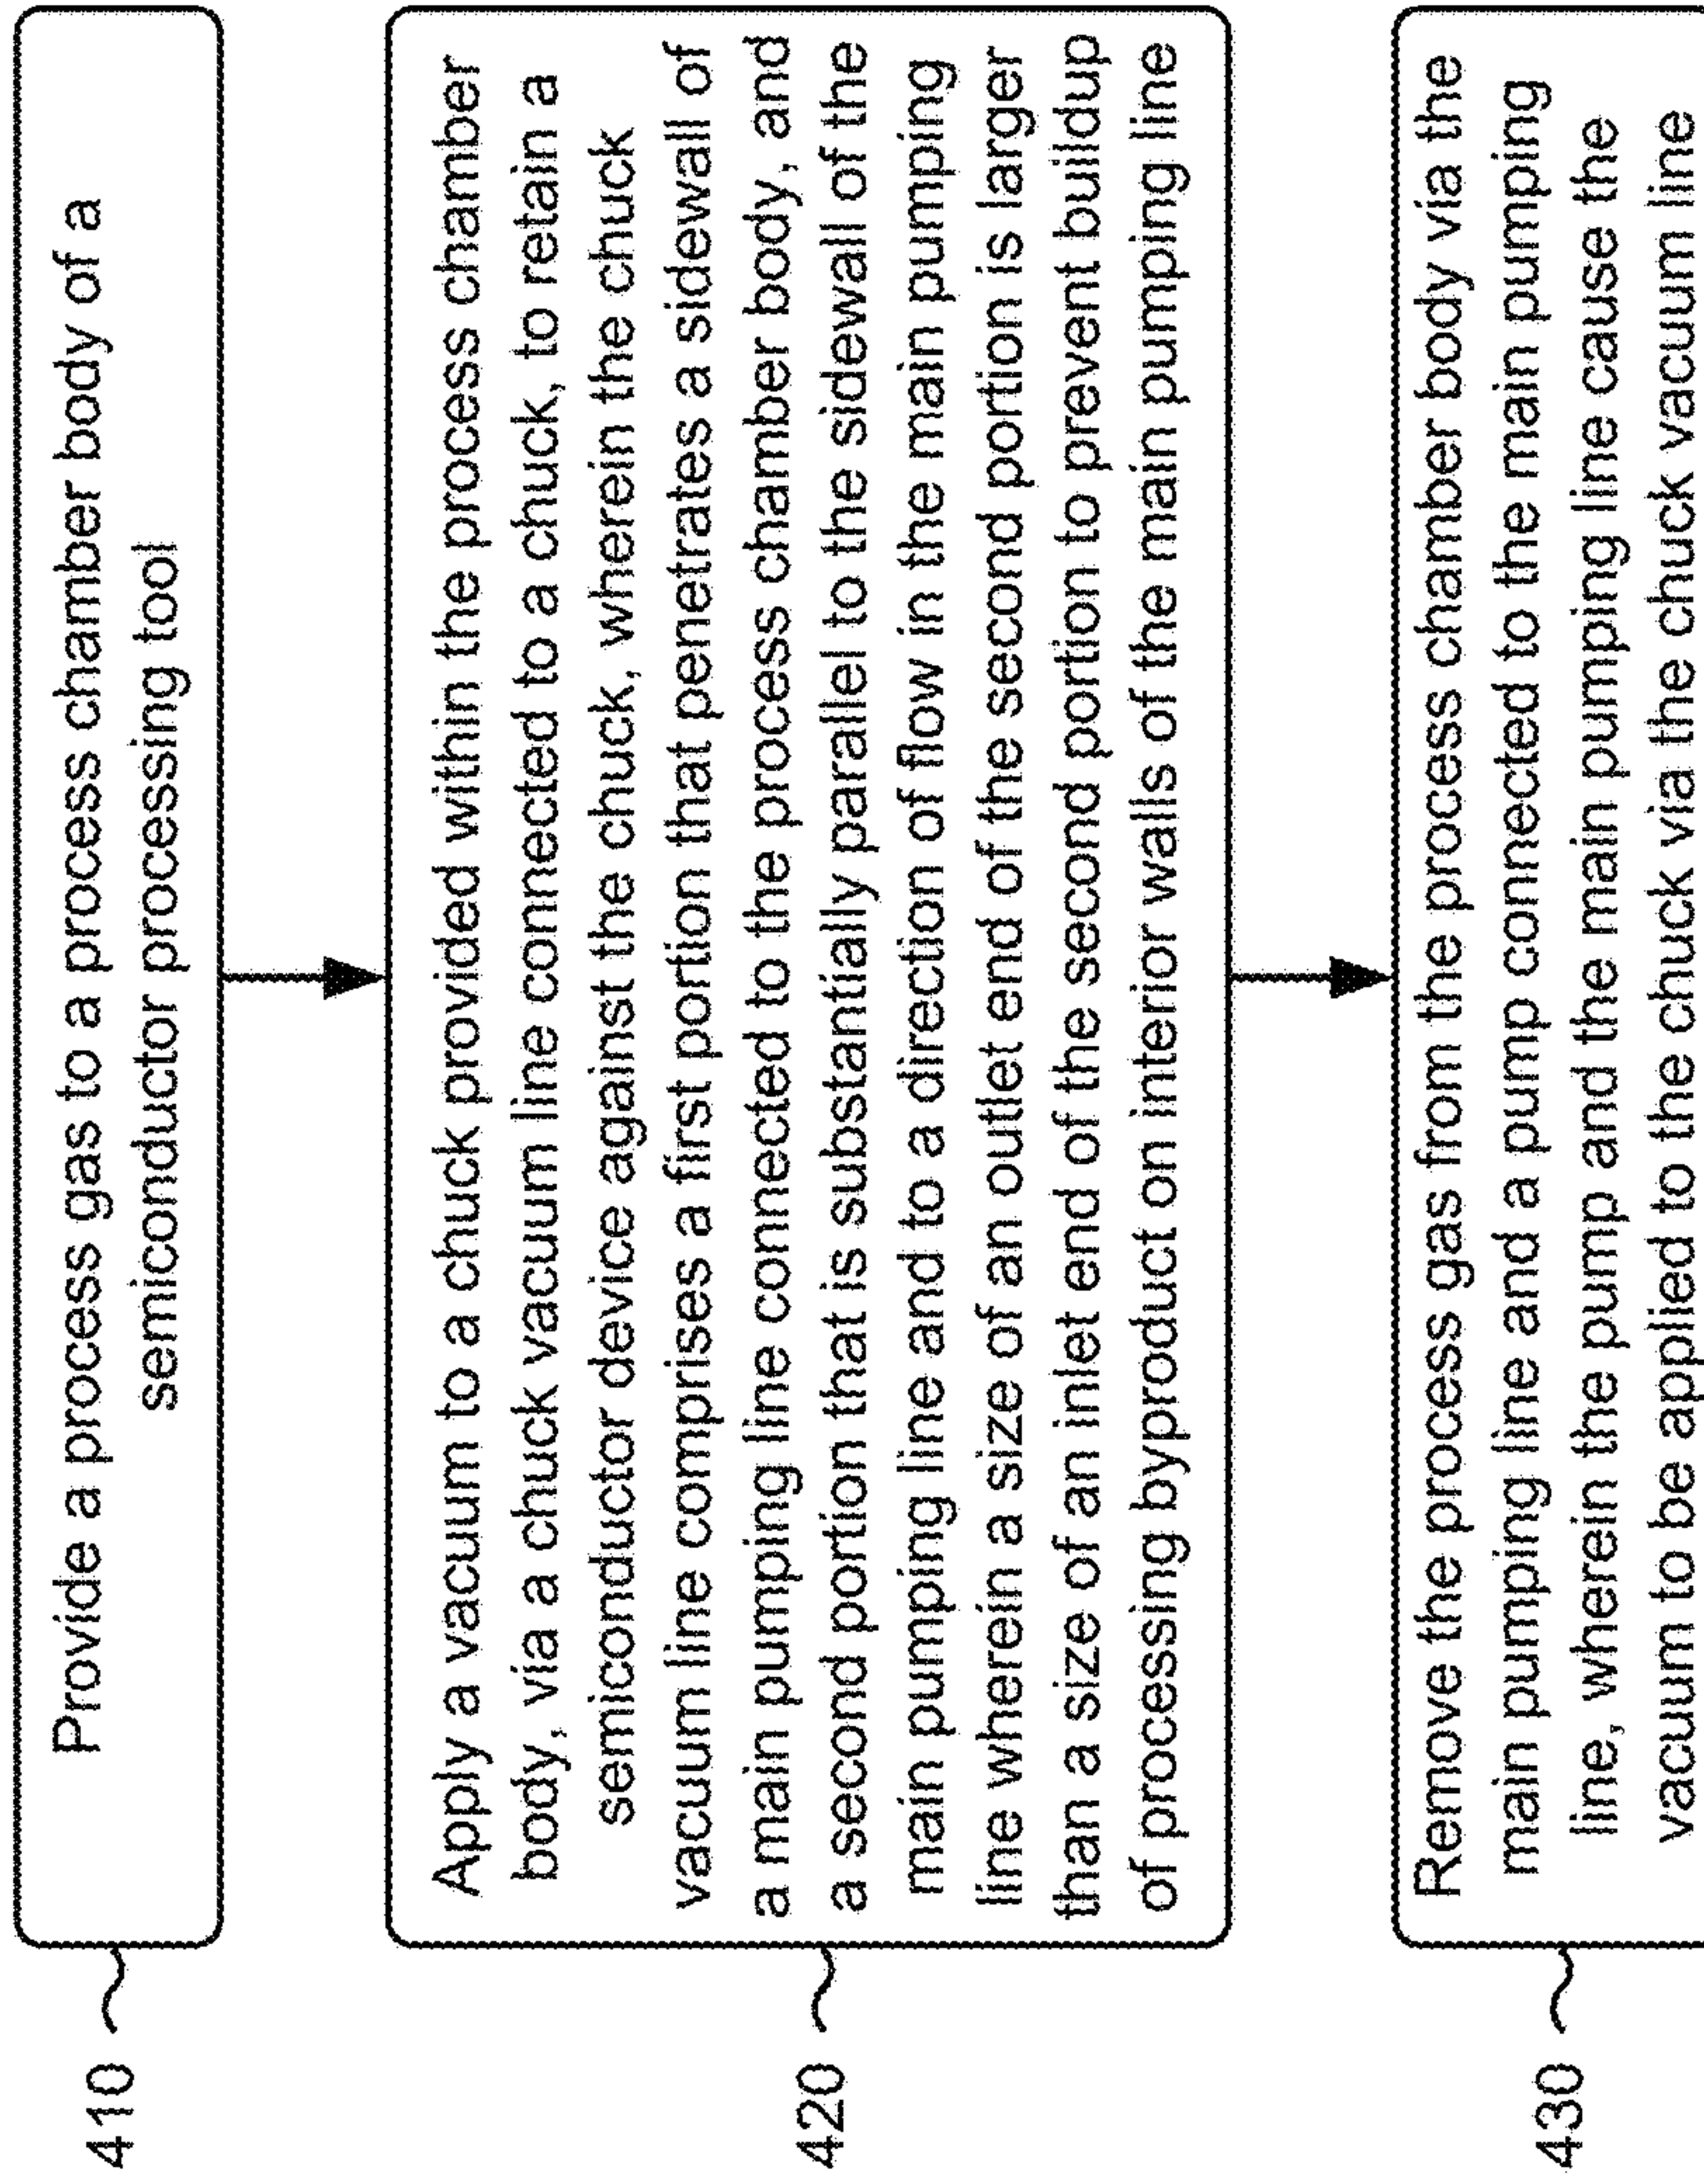 410
Provide a process gas to a process chamber body of a
semiconductor processing tool
420
Apply a vacuum to a chuck provided within the process chamber
body, via a chuck vacuum line connected to a chuck, to retain a
semiconductor device against the chuck, wherein the chuck
vacuum line comprises a first portion that penetrates a sidewall of
a main pumping line connected to the process chamber body, and
a second portion that is substantially parallel to the sidewall of the
main pumping line and to a direction of flow in the main pumping
line wherein a size of an outlet end of the second portion is larger
than a size of an inlet end of the second portion to prevent buildup
of processing byproduct on interior walls of the main pumping line
430
Remove the process gas from the process chamber body via the
main pumping line and a pump connected to the main pumping
line, wherein the pump and the main pumping line cause the
vacuum to be applied to the chuck via the chuck vacuum line